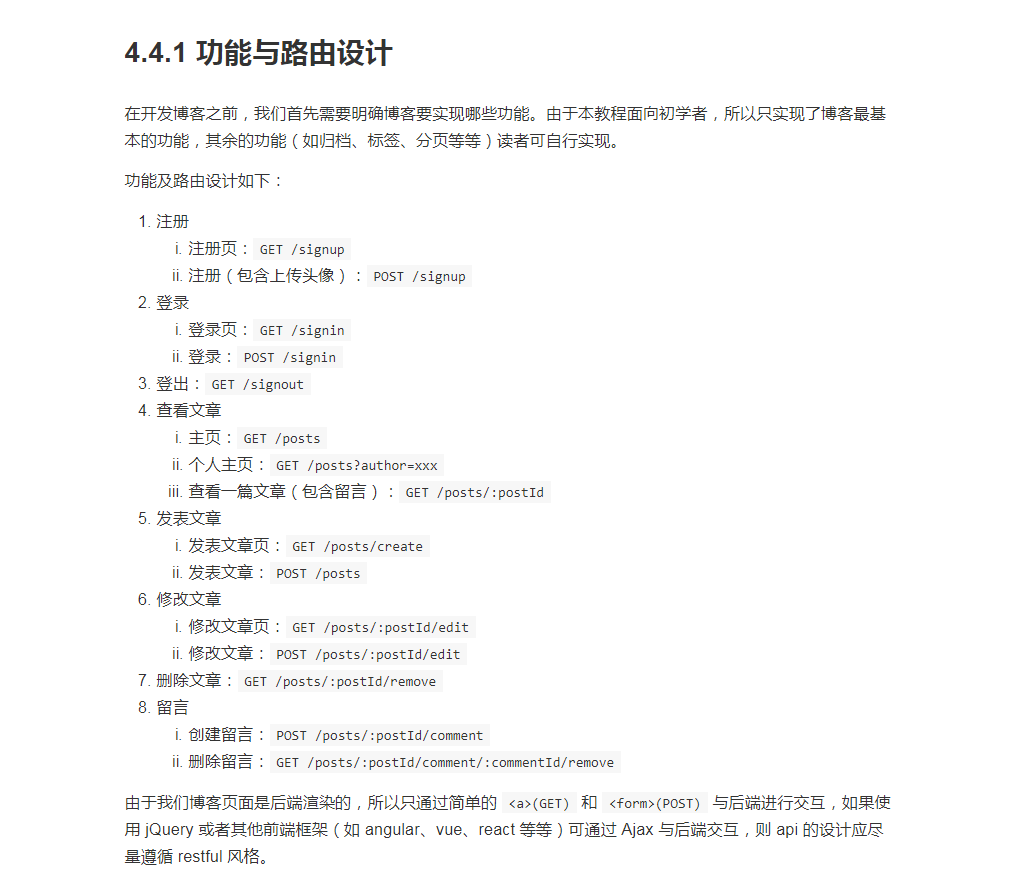 4.4.1 功能与路由设计
在开发博客之前，我们首先需要明确博客要实现哪些功能。由于本教程面向初学者，所以只实现了博客最基
本的功能，其余的功能（如归档、标签、分页等等）读者可自行实现。
功能及路由设计如下：
1. 注册
i. 注册页： GET /signup
ii. 注册（包含上传头像）： POST /signup
2. 登录
i. 登录页： GET /signin
ii. 登录： POST /signin
3. 登出： GET /signout
4. 查看文章
i. 主页： GET /posts
ii. 个人主页： GET /posts?author=xxx
iii. 查看一篇文章（包含留言）： GET /posts/:postId
5. 发表文章
i. 发表文章页： GET /posts/create
ii. 发表文章： POST /posts
6. 修改文章
i. 修改文章页： GET /posts/:postId/edit
ii. 修改文章： POST /posts/:postId/edit
7. 删除文章： GET /posts/:postId/remove
8. 留言
i. 创建留言： POST /posts/:postId/comment
ii. 删除留言： GET /posts/:postId/comment/:commentId/remove
由于我们博客页面是后端渲染的，所以只通过简单的 <a>(GET) 和 <form>(POST) 与后端进行交互，如果使
用 jQuery 或者其他前端框架（如 angular、vue、react 等等）可通过 Ajax 与后端交互，则 api 的设计应尽
量遵循 restful 风格。